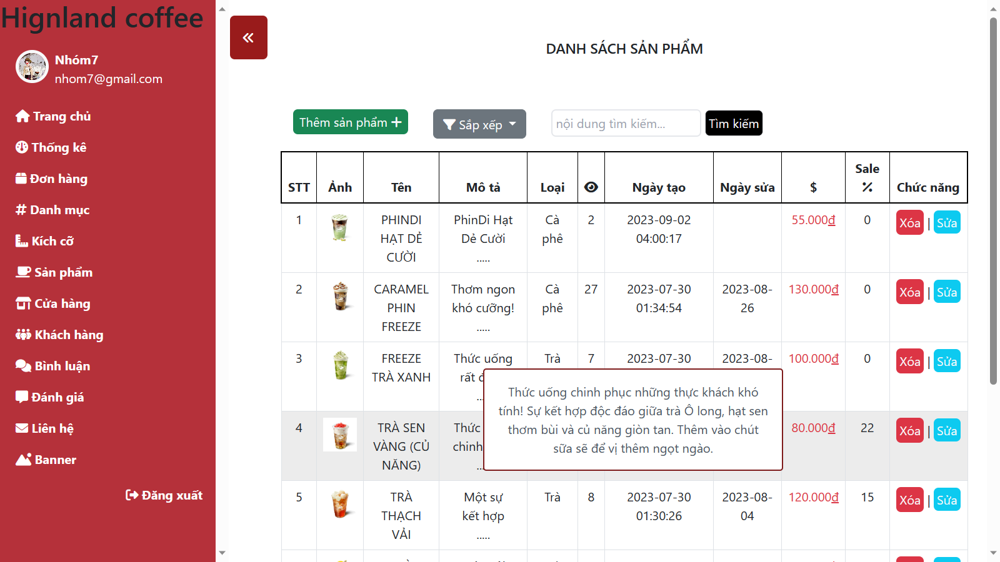 Hignland coffee
Nhóm7
nhom7@gmail.com
Trang chủ
Thống kê
Đơn hàng
Danh mục
Kích cỡ
Sản phẩm
Cửa hàng
Khách hàng
Bình luận
Đánh giá
Liên hệ
Banner
Đăng xuất
DANH SÁCH SẢN PHẨM
Thêm sản phẩm
Sắp xếp
nội dung tìm kiếm...
Tìm kiếm
STT Ảnh Tên Mô tả Loại Ngày tạo Ngày sửa $ Sale % Chức năng
1 PHINDI PhinDi Hạt Cà 2 2023-09-02 55.000đ 0 Xóa | Sửa
HẠT DẺ Dẻ Cười phê 04:00:17
CƯỜI .....
2 CARAMEL Thơm ngon Cà 27 2023-07-30 2023-08- 130.000đ 0 Xóa | Sửa
PHIN khó cưỡng! phê 01:34:54 26
FREEZE .....
3 FREEZE Thức uống Trà 7 2023-07-30 2023-08- 100.000đ 0 Xóa | Sửa
TRÀ XANH rất
Thức uống chinh phục những thực khách khó
tính! Sự kết hợp độc đáo giữa trà Ô long, hạt sen
thơm bùi và củ năng giòn tan. Thêm vào chút
sữa sẽ để vị thêm ngọt ngào.
4 TRÀ SEN Thức 80.000đ 22 Xóa | Sửa
VÀNG (CỦ chinh
NĂNG)
5 TRÀ Một sự Trà 8 2023-07-30 2023-08- 120.000đ 15 Xóa | Sửa
THẠCH kết hợp 01:30:26 04
VẢI .....